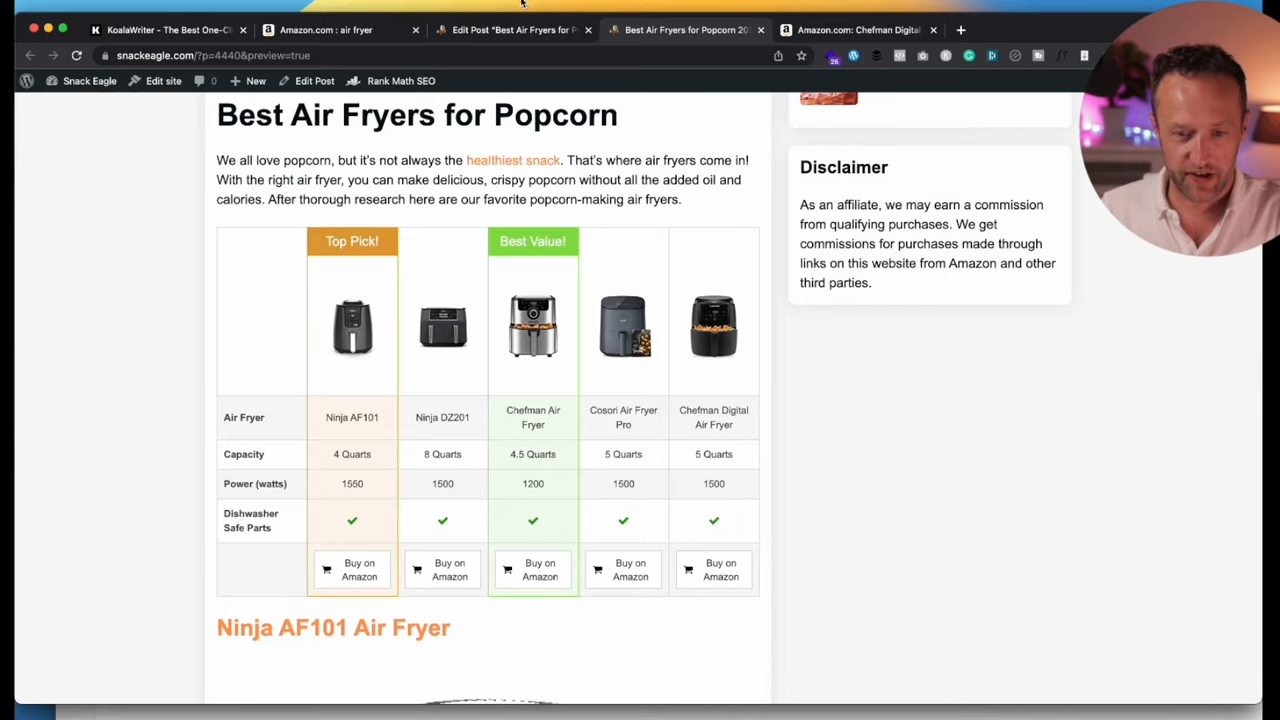 KoalaWriter - The Best One-Cl
Amazon.com : air fryer
Edit Post "Best Air Fryers for P
Best Air Fryers for Popcorn 202
Amazon.com: Chefman Digital
snackeagle.com/?p=4440&preview=true
26
Snack Eagle
Edit site
0
New
Edit Post
Rank Math SEO
Best Air Fryers for Popcorn
We all love popcorn, but it's not always the healthiest snack. That's where air fryers come in!
With the right air fryer, you can make delicious, crispy popcorn without all the added oil and
calories. After thorough research here are our favorite popcorn-making air fryers.
Top Pick!
Best Value!
Air Fryer
Ninja AF101
Ninja DZ201
Chefman Air
Fryer
Cosori Air Fryer
Pro
Chefman Digital
Air Fryer
Capacity
4 Quarts
8 Quarts
4.5 Quarts
5 Quarts
5 Quarts
Power (watts)
1550
1500
1200
1500
1500
Dishwasher
Safe Parts
Buy on
Amazon
Buy on
Amazon
Buy on
Amazon
Buy on
Amazon
Buy on
Amazon
Ninja AF101 Air Fryer
Disclaimer
As an affiliate, we may earn a commission
from qualifying purchases. We get
commissions for purchases made through
links on this website from Amazon and other
third parties.